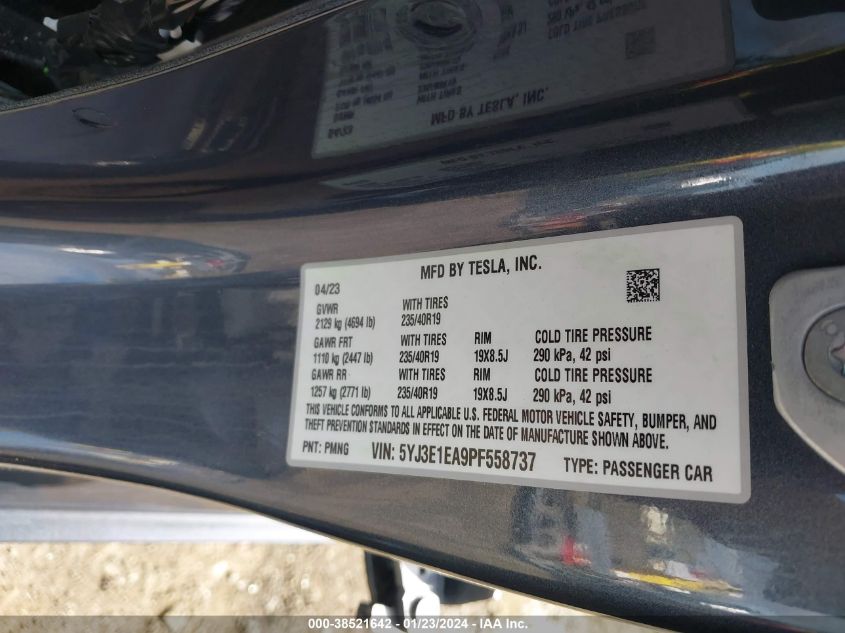 MFD BY TESLA, INC.
04/23
GVWR WITH TIRES
2129 kg (4694 lb) 235/40R19
GAWR FRT WITH TIRES RIM COLD TIRE PRESSURE
1110 kg (2447 lb) 235/40R19 19X8.5J 290 kPa, 42 psi
GAWR RR WITH TIRES RIM COLD TIRE PRESSURE
1257 kg (2771 lb) 235/40R19 19X8.5J 290 kPa, 42 psi
THIS VEHICLE CONFORMS TO ALL APPLICABLE U.S. FEDERAL MOTOR VEHICLE SAFETY, BUMPER, AND
THEFT PREVENTION STANDARDS IN EFFECT ON THE DATE OF MANUFACTURE SHOWN ABOVE.
PNT: PMNG VIN: 5YJ3E1EA9PF558737 TYPE: PASSENGER CAR
000-38521642 - 01/23/2024 - IAA Inc.